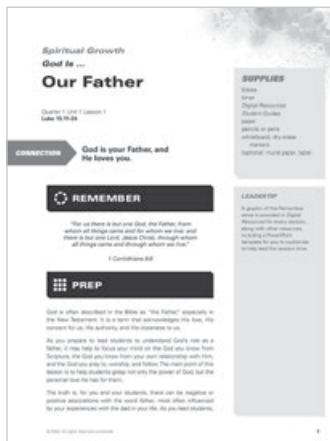 Spiritual Growth
God Is ...
Our Father
Quarter 1 Unit 1 Lesson 1
Luke 15:11-24
CONNECTION
God is your Father, and
He loves you.
REMEMBER
"For us there is but one God, the Father, from
whom all things came and for whom we live; and
there is but one Lord, Jesus Christ, through whom
all things came and through whom we live."
1 Corinthians 8:6
PREP
God is often described in the Bible as "the Father," especially in
the New Testament. It is a term that acknowledges His love, His
concern for us, His authority, and His closeness to us.
As you prepare to lead students to understand God's role as a
father, it may help to focus your mind on the God you know from
Scripture, the God you know from your own relationship with Him,
and the God you pray to, worship, and follow. The main point of this
lesson is to help students grasp not only the power of God, but the
personal love He has for them.
The truth is, for you and your students, there can be negative or
positive associations with the word father, most often influenced
by your experiences with the dad in your life. As you lead students,
SUPPLIES
Bibles
timer
Digital Resources
Student Guides
paper
pencils or pens
whiteboard, dry-erase
markers
(optional: mural paper, tape)
LEADERTIP
A graphic of the Remember
verse is provided in Digital
Resources for every session,
along with other resources,
including a PowerPoint
template for you to customize
to help lead the session time.